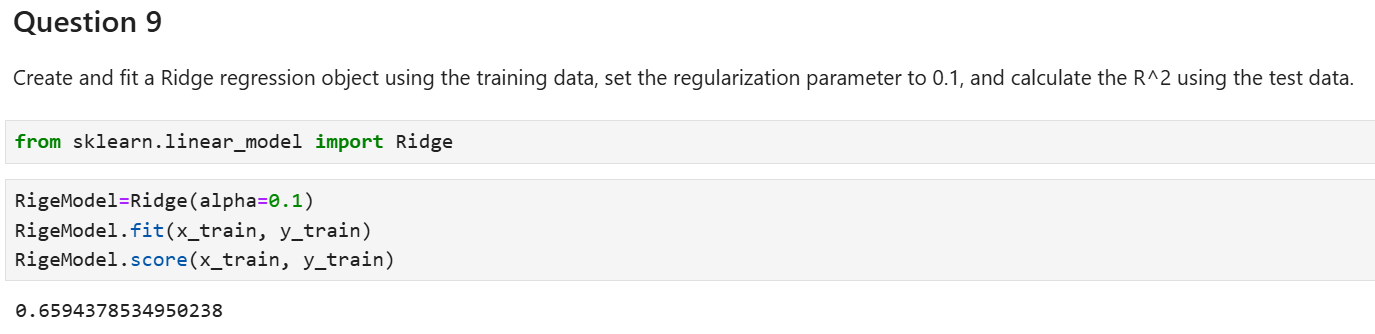 Question 9
Create and fit a Ridge regression object using the training data, set the regularization parameter to 0.1, and calculate the R^2 using the test data.
from sklearn.linear_model import Ridge
RigeModel=Ridge(alpha=0.1)
RigeModel.fit(x_train, y_train)
RigeModel.score(x_train, y_train)
0.6594378534950238